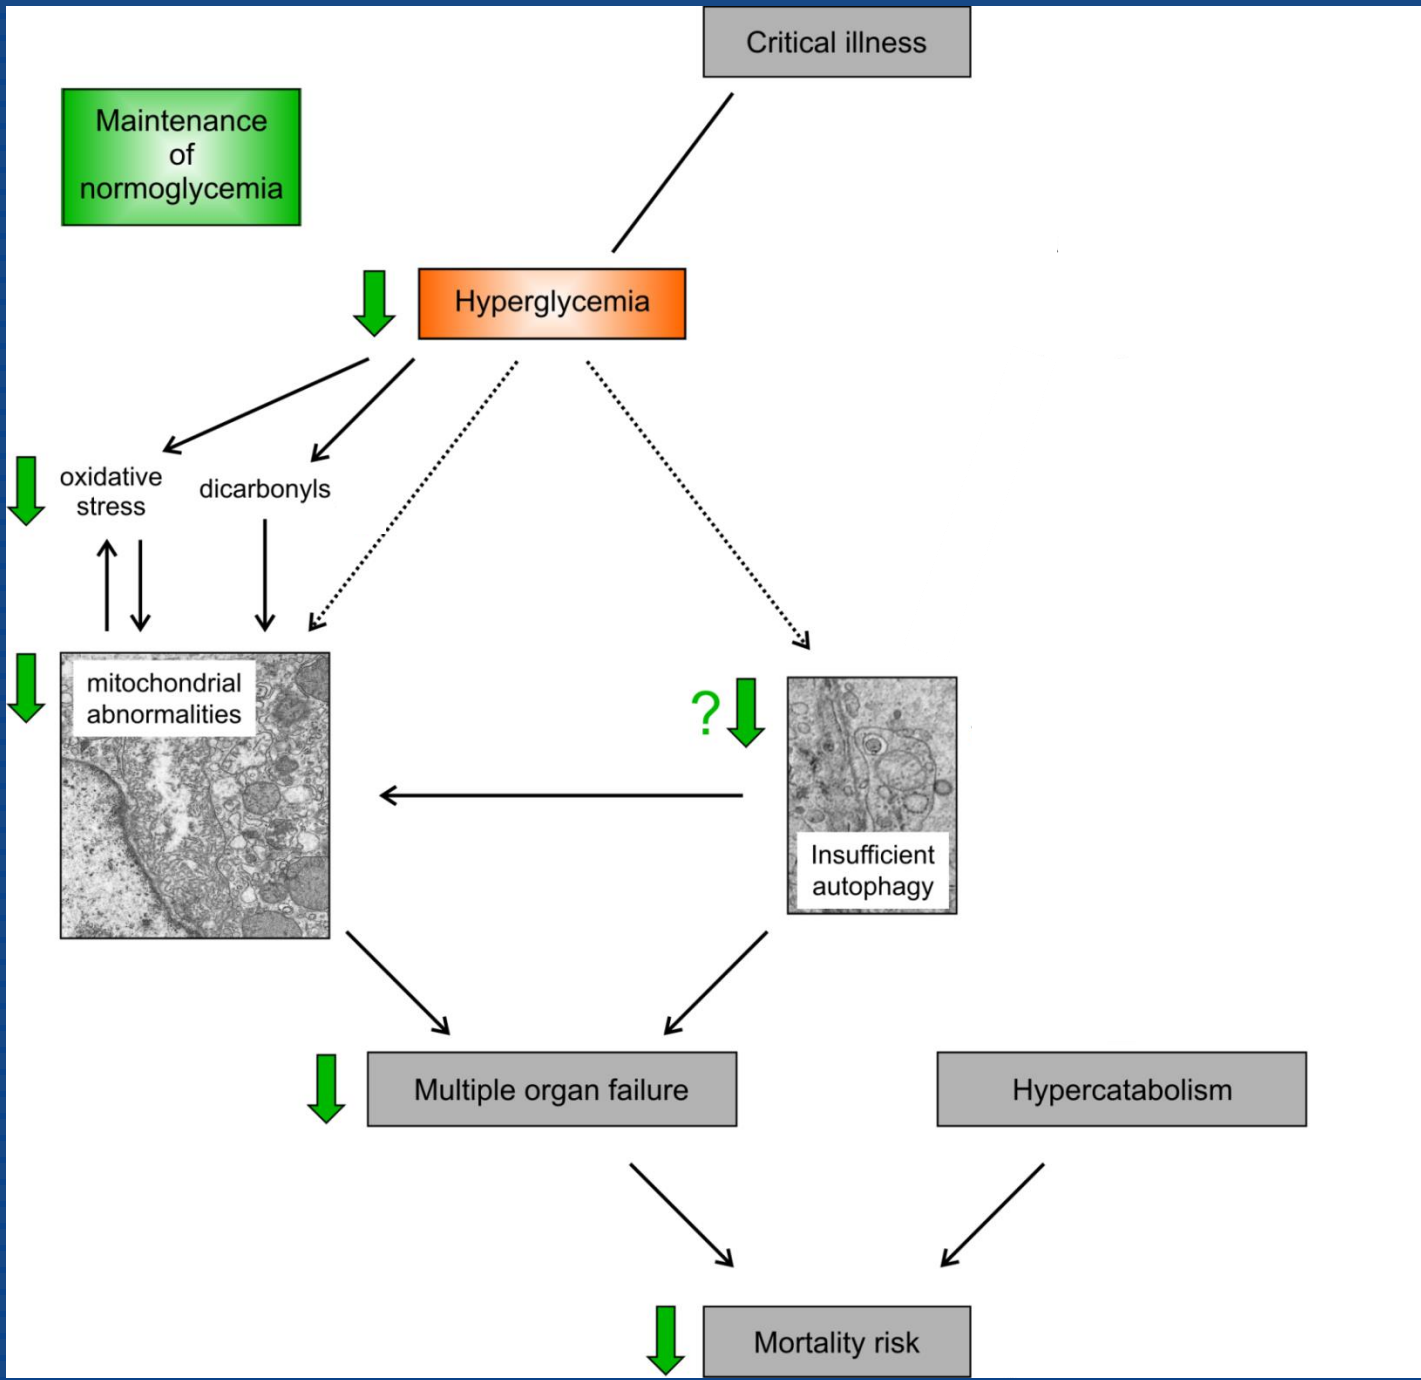 Critical illness
Maintenance
of
normoglycemia
Hyperglycemia
oxidative
stress
dicarbonyls
mitochondrial
abnormalities
?
Insufficient
autophagy
Multiple organ failure
Hypercatabolism
Mortality risk